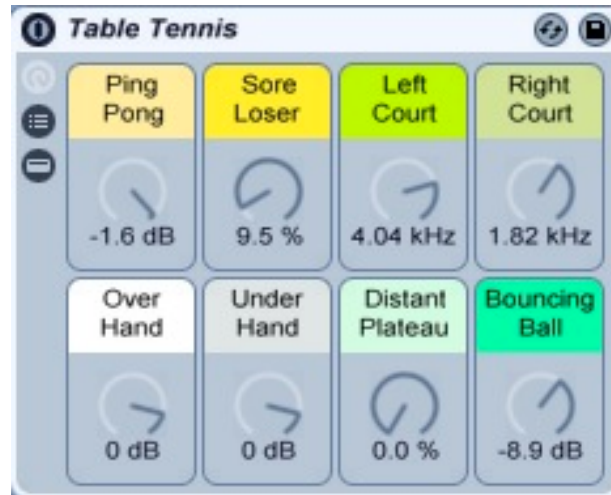 Table Tennis
Ping Sore Left Right
Pong Loser Court Court
-1.6 dB 9.5 % 4.04 kHz 1.82 kHz
Over Under Distant Bouncing
Hand Hand Plateau Ball
0 dB 0 dB 0.0 % -8.9 dB